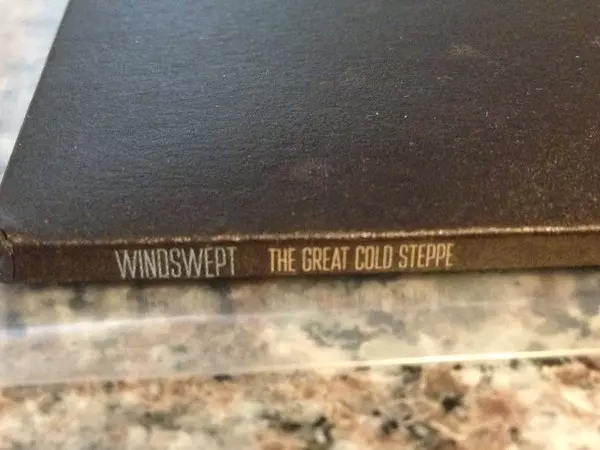 WINDSWEPT THE GREAT COLD STEPPE